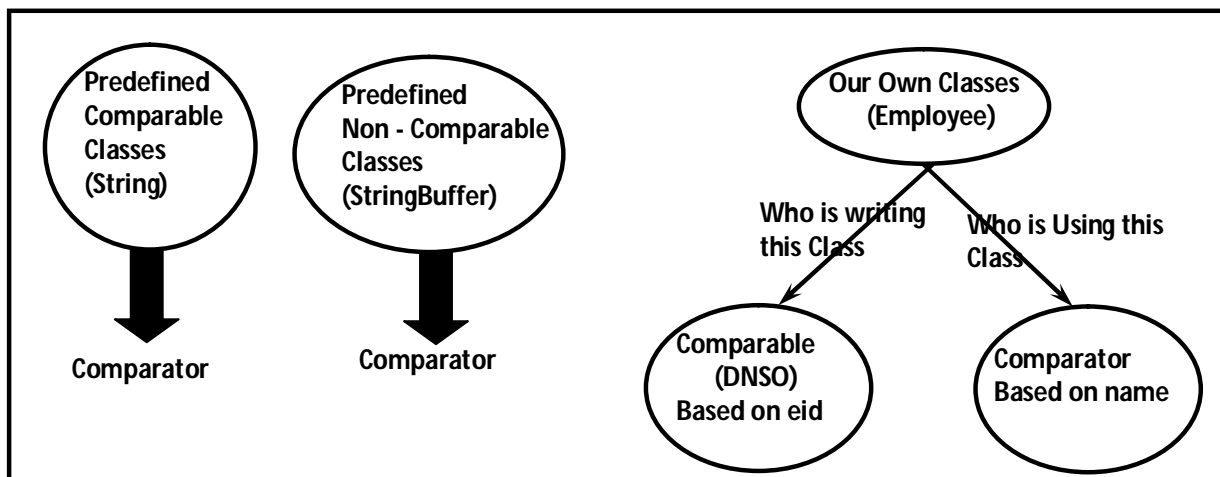 Predefined
Comparable
Classes
(String)
Comparator
Predefined
Non - Comparable
Classes
(StringBuffer)
Comparator
Our Own Classes
(Employee)
Who is writing
this Class
Who is Using this
Class
Comparable
(DNSO)
Based on eid
Comparator
Based on name